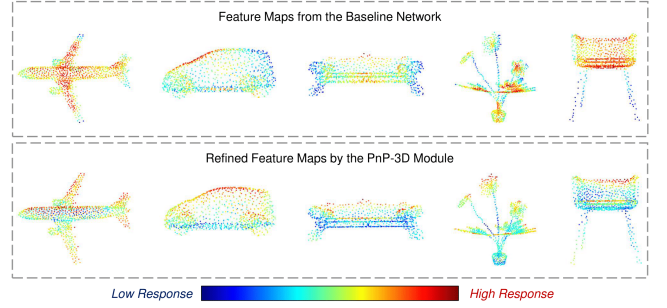 Feature Maps from the Baseline Network
Refined Feature Maps by the PnP-3D Module
Low Response
High Response